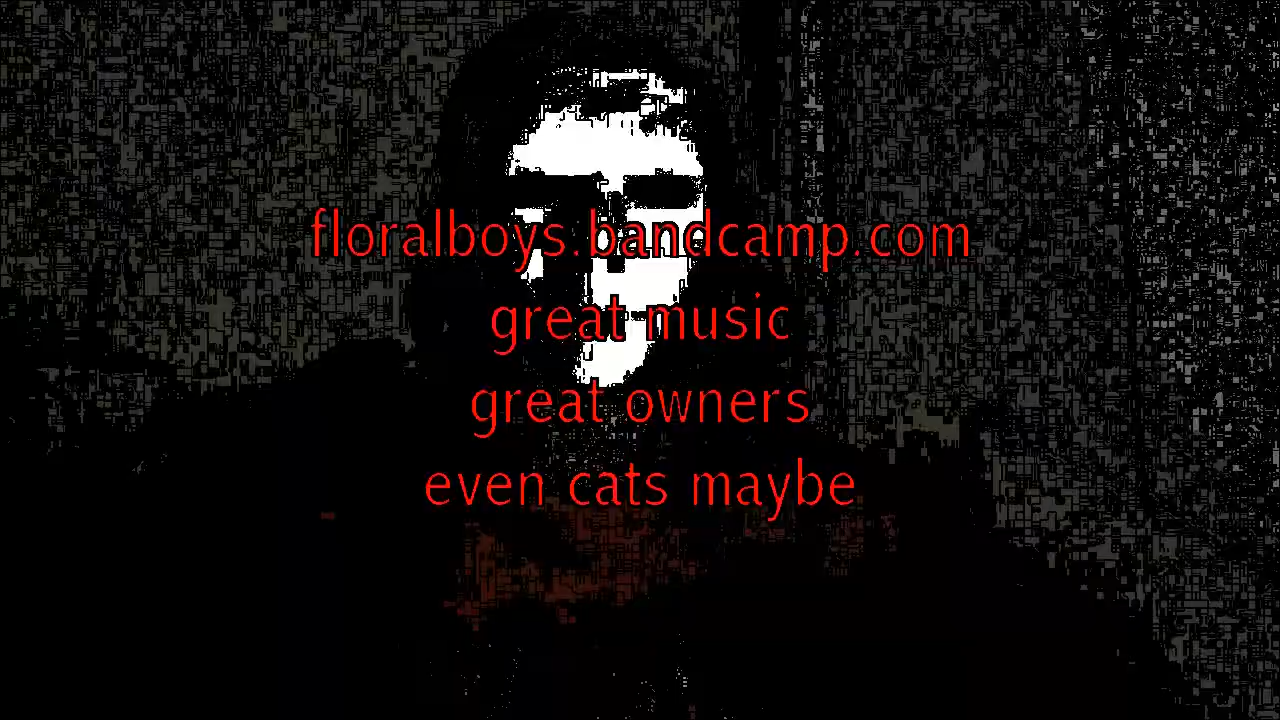 floralboys.bandcamp.com
great music
great owners
even cats maybe